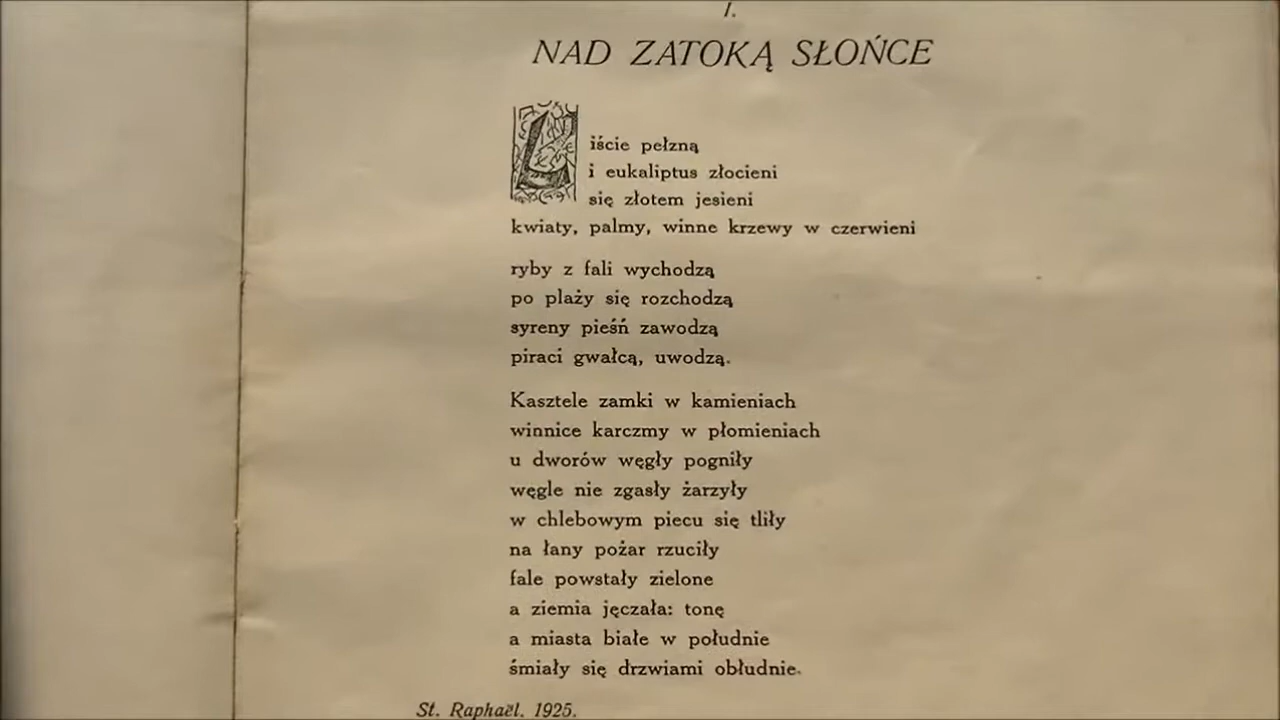 I.
NAD ZATOKĄ SŁOŃCE
Liście pełzną
i eukaliptus złocieni
się złotem jesieni
kwiaty, palmy, winne krzewy w czerwieni
ryby z fali wychodzą
po plaży się rozchodzą
syreny pieśń zawodzą
piraci gwałcą, uwodzą.
Kasztele zamki w kamieniach
winnice karczmy w płomieniach
u dworów węgły pogniły
węgle nie zgasły żarzyły
w chlebowym piecu się tliły
na łany pożar rzuciły
fale powstały zielone
a ziemia jęczała: tonę
a miasta białe w południe
śmiały się drzwiami obłudnie.
St. Raphaël. 1925.